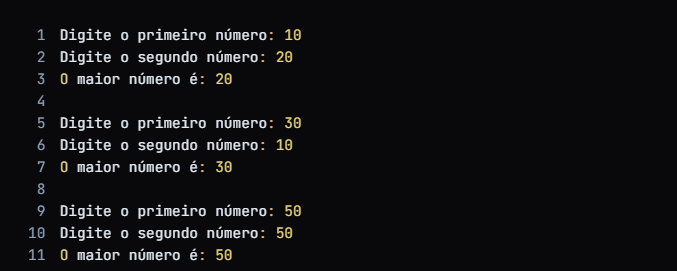 1 Digite o primeiro número: 10
2 Digite o segundo número: 20
3 O maior número é: 20
4
5 Digite o primeiro número: 30
6 Digite o segundo número: 10
7 O maior número é: 30
8
9 Digite o primeiro número: 50
10 Digite o segundo número: 50
11 O maior número é: 50